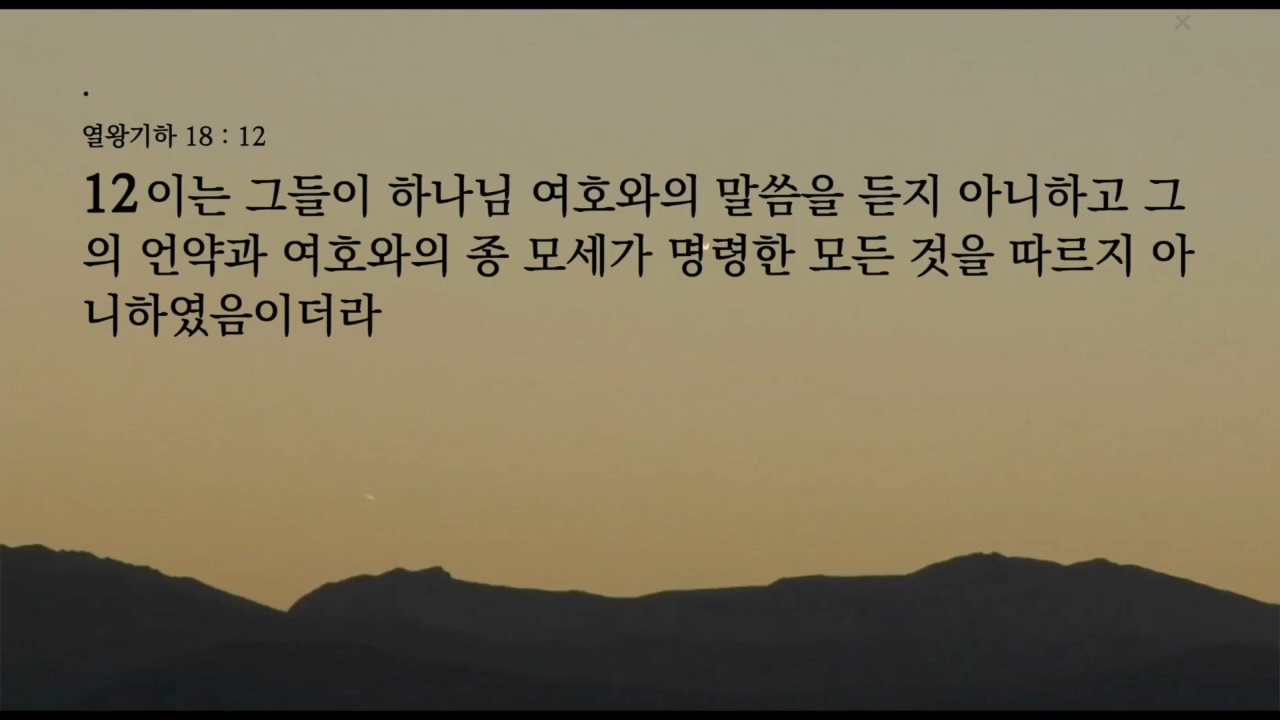 .
열왕기하 18 : 12
12 이는 그들이 하나님 여호와의 말씀을 듣지 아니하고 그
의 언약과 여호와의 종 모세가 명령한 모든 것을 따르지 아
니하였음이더라